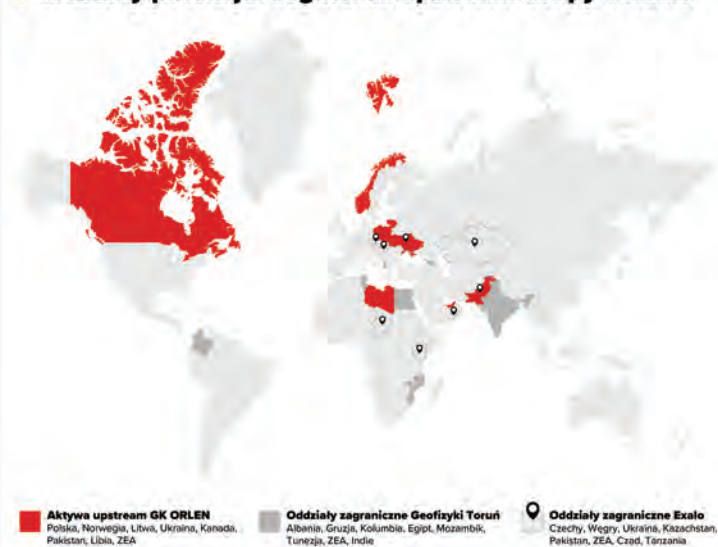 Aktywa upstream GK ORLEN
Polska, Norwegia, Litwa, Ukraina, Kanada,
Pakistan, Libia, ZEA
Oddziały zagraniczne Geofizyki Toruń
Albania, Gruzja, Kolumbia, Egipt, Mozambik,
Tunezja, ZEA, Indie
Oddziały zagraniczne Exalo
Czechy, Węgry, Ukraina, Kazachstan,
Pakistan, ZEA, Czad, Tanzania